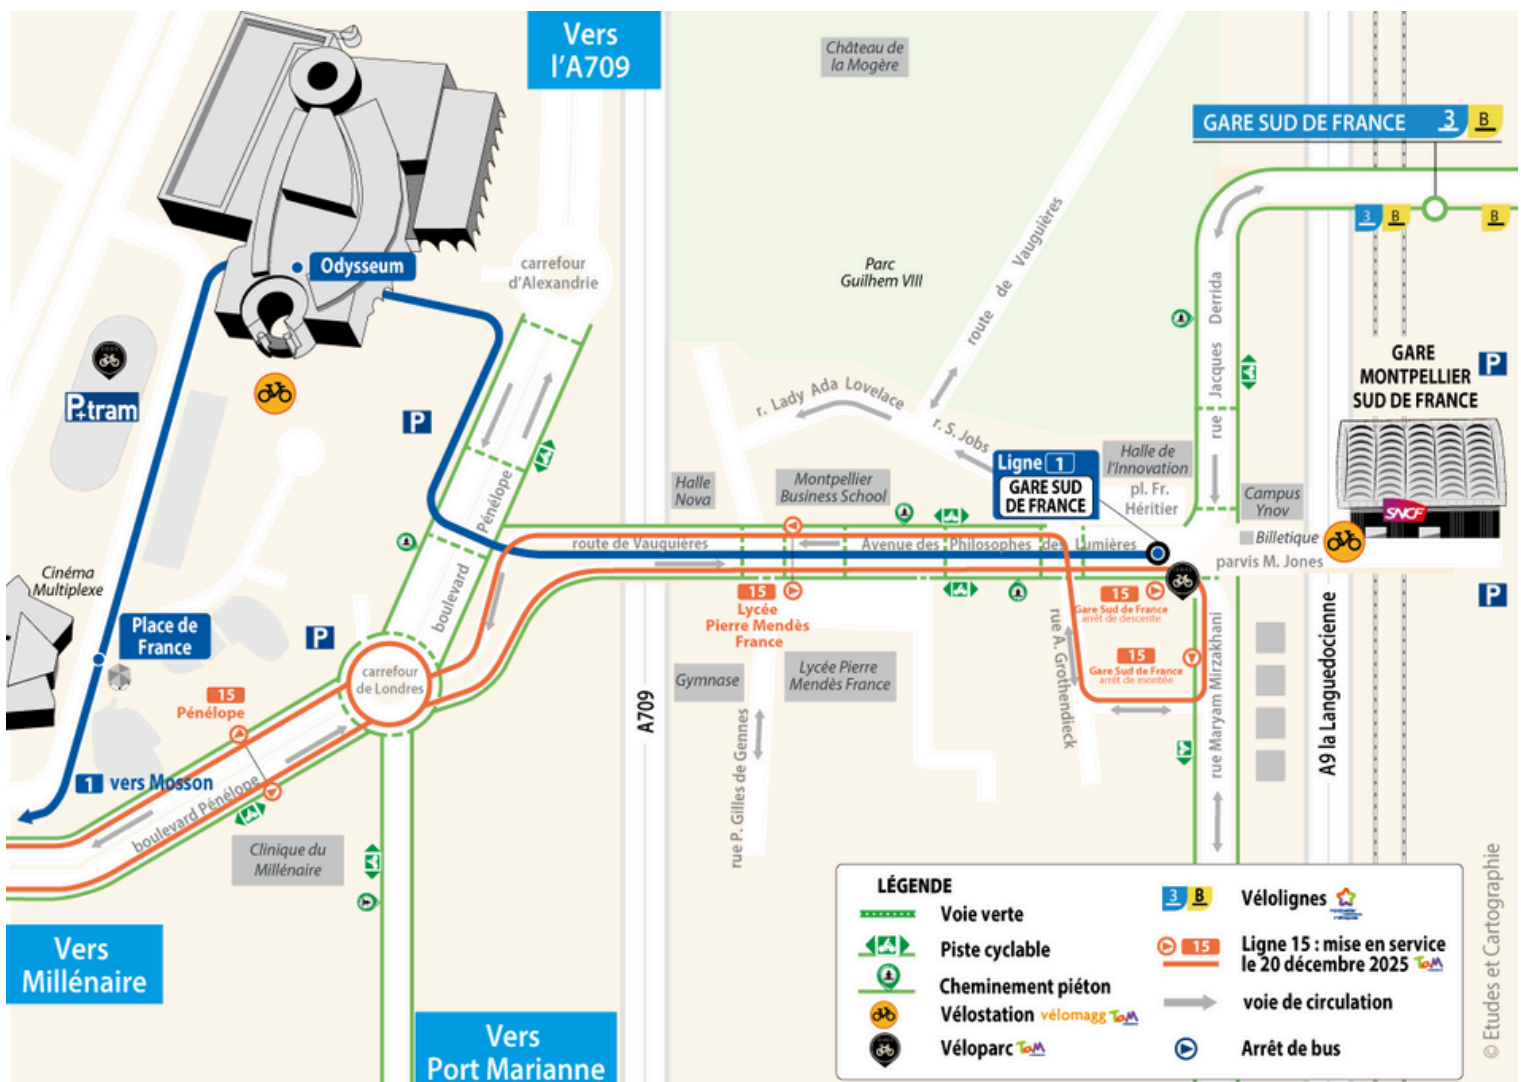 Vers
l'A709
Château de
la Mogère
GARE SUD DE FRANCE 3 B
3 B
B
Odysseum
carrefour
d'Alexandrie
Parc
Guilhem VIII
route de Vauguières
rue Jacques Derrida
GARE
MONTPELLIER
SUD DE FRANCE
P
P+tram
P
r. Lady Ada Lovelace
r. S. Jobs
Ligne 1
GARE SUD
DE FRANCE
Halle de
l'Innovation
pl. Fr.
Héritier
Halle
Nova
Montpellier
Business School
Campus
Ynov
SNCF
Billetique
parvis M. Jones
route de Vauquières
Avenue des Philosophes des Lumières
boulevard Pénélope
Cinéma
Multiplexe
Place de
France
P
15
Lycée
Pierre Mendès
France
15
Gare Sud de France
arrêt de descente
15
Gare Sud de France
arrêt de montée
P
carrefour
de Londres
Gymnase
Lycée Pierre
Mendès France
rue A. Grothendieck
rue Maryam Mirzakhani
A9 la Languedocienne
A709
rue P. Gilles de Gennes
15
Pénélope
1 vers Mosson
boulevard Pénélope
Clinique du
Millénaire
Vers
Millénaire
Vers
Port Marianne
LÉGENDE
Voie verte
Piste cyclable
Cheminement piéton
Vélostation vélomagg TaM
Véloparc TaM
3 B Vélolignes
15 Ligne 15 : mise en service
le 20 décembre 2025 TaM
voie de circulation
Arrêt de bus
© Etudes et Cartographie